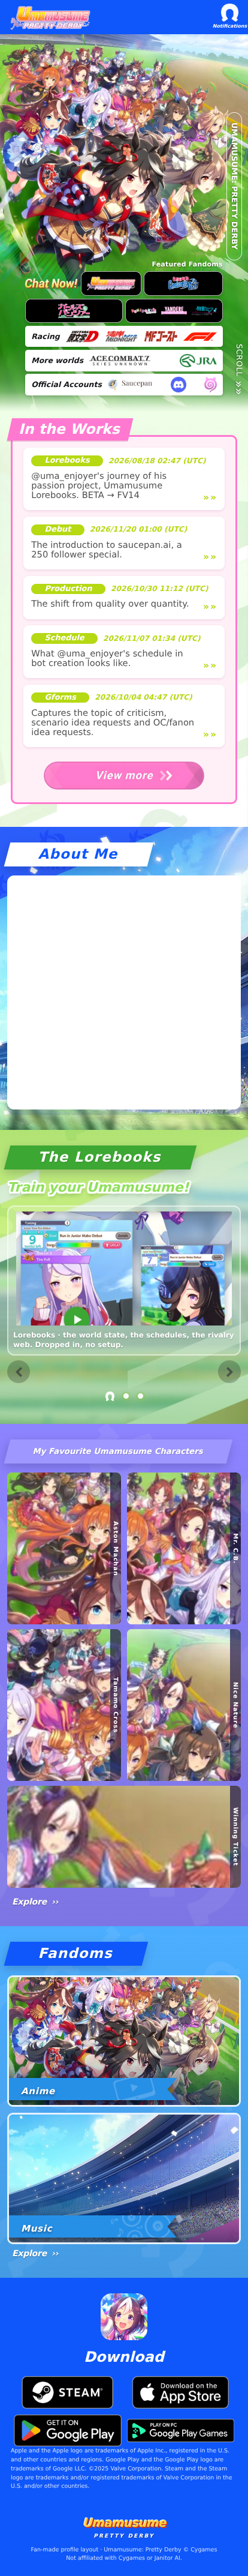 Umamusume
PRETTY DERBY
Notifications
UMAMUSUME: PRETTY DERBY
Featured Fandoms
Chat Now!
SCROLL
Racing
MIDNIGHT
MFゴースト
F1
More worlds
ACE COMBAT 7
SKIES UNKNOWN
JRA
Official Accounts
Saucepan
In the Works
Lorebooks 2026/08/18 02:47 (UTC)
@uma_enjoyer's journey of his
passion project, Umamusume
Lorebooks. BETA → FV14
Debut 2026/11/20 01:00 (UTC)
The introduction to saucepan.ai, a
250 follower special.
Production 2026/10/30 11:12 (UTC)
The shift from quality over quantity.
Schedule 2026/11/07 01:34 (UTC)
What @uma_enjoyer's schedule in
bot creation looks like.
Gforms 2026/10/04 04:47 (UTC)
Captures the topic of criticism,
scenario idea requests and OC/fanon
idea requests.
View more
About Me
The Lorebooks
Train your Umamusume!
Lorebooks - the world state, the schedules, the rivalry
web. Dropped in, no setup.
My Favourite Umamusume Characters
Aston Machan
Mr. C.B.
Tamamo Cross
Nice Nature
Winning Ticket
Explore ››
Fandoms
Anime
Music
Explore ››
Download
STEAM
Download on the
App Store
GET IT ON
Google Play
PLAY ON PC
Google Play Games
Apple and the Apple logo are trademarks of Apple Inc., registered in the U.S.
and other countries and regions. Google Play and the Google Play logo are
trademarks of Google LLC. ©2025 Valve Corporation. Steam and the Steam
logo are trademarks and/or registered trademarks of Valve Corporation in the
U.S. and/or other countries.
Umamusume
PRETTY DERBY
Fan-made profile layout · Umamusume: Pretty Derby © Cygames
Not affiliated with Cygames or Janitor AI.